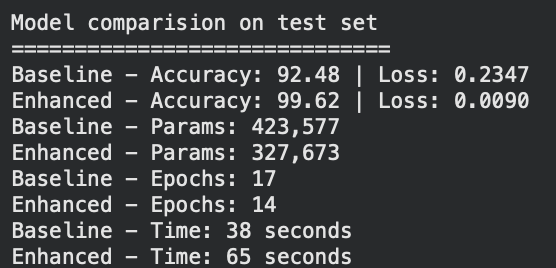 Model comparision on test set
==============================
Baseline – Accuracy: 92.48 | Loss: 0.2347
Enhanced – Accuracy: 99.62 | Loss: 0.0090
Baseline – Params: 423,577
Enhanced – Params: 327,673
Baseline – Epochs: 17
Enhanced – Epochs: 14
Baseline – Time: 38 seconds
Enhanced – Time: 65 seconds